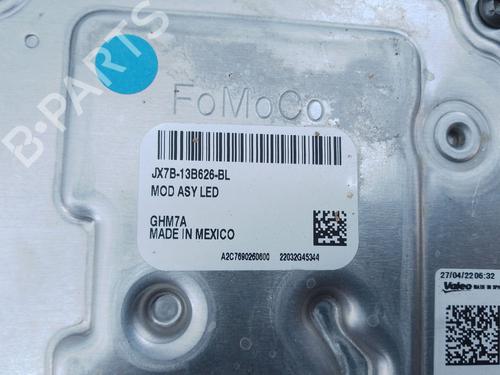 B-PARTS
FoMoCo
JX7B-13B626-BL
MOD ASY LED
GHM7A
MADE IN MEXICO
A2C7690260600 22032G4S344
27/04/22 06:32
Valeo